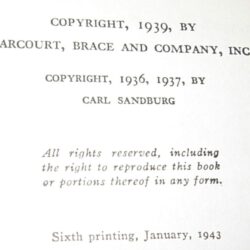 COPYRIGHT, 1939, BY
ARCOURT, BRACE AND COMPANY, INC
COPYRIGHT, 1936, 1937, BY
CARL SANDBURG
All rights reserved, including
the right to reproduce this book
or portions thereof in any form.
Sixth printing, January, 1943